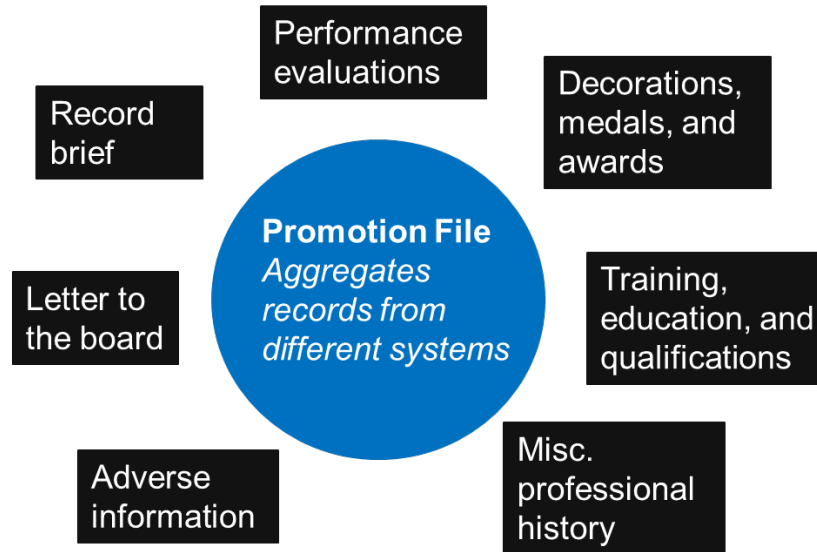 Performance
evaluations
Decorations,
medals, and
awards
Record
brief
Promotion File
Aggregates
records from
different systems
Letter to
the board
Training,
education, and
qualifications
Adverse
information
Misc.
professional
history